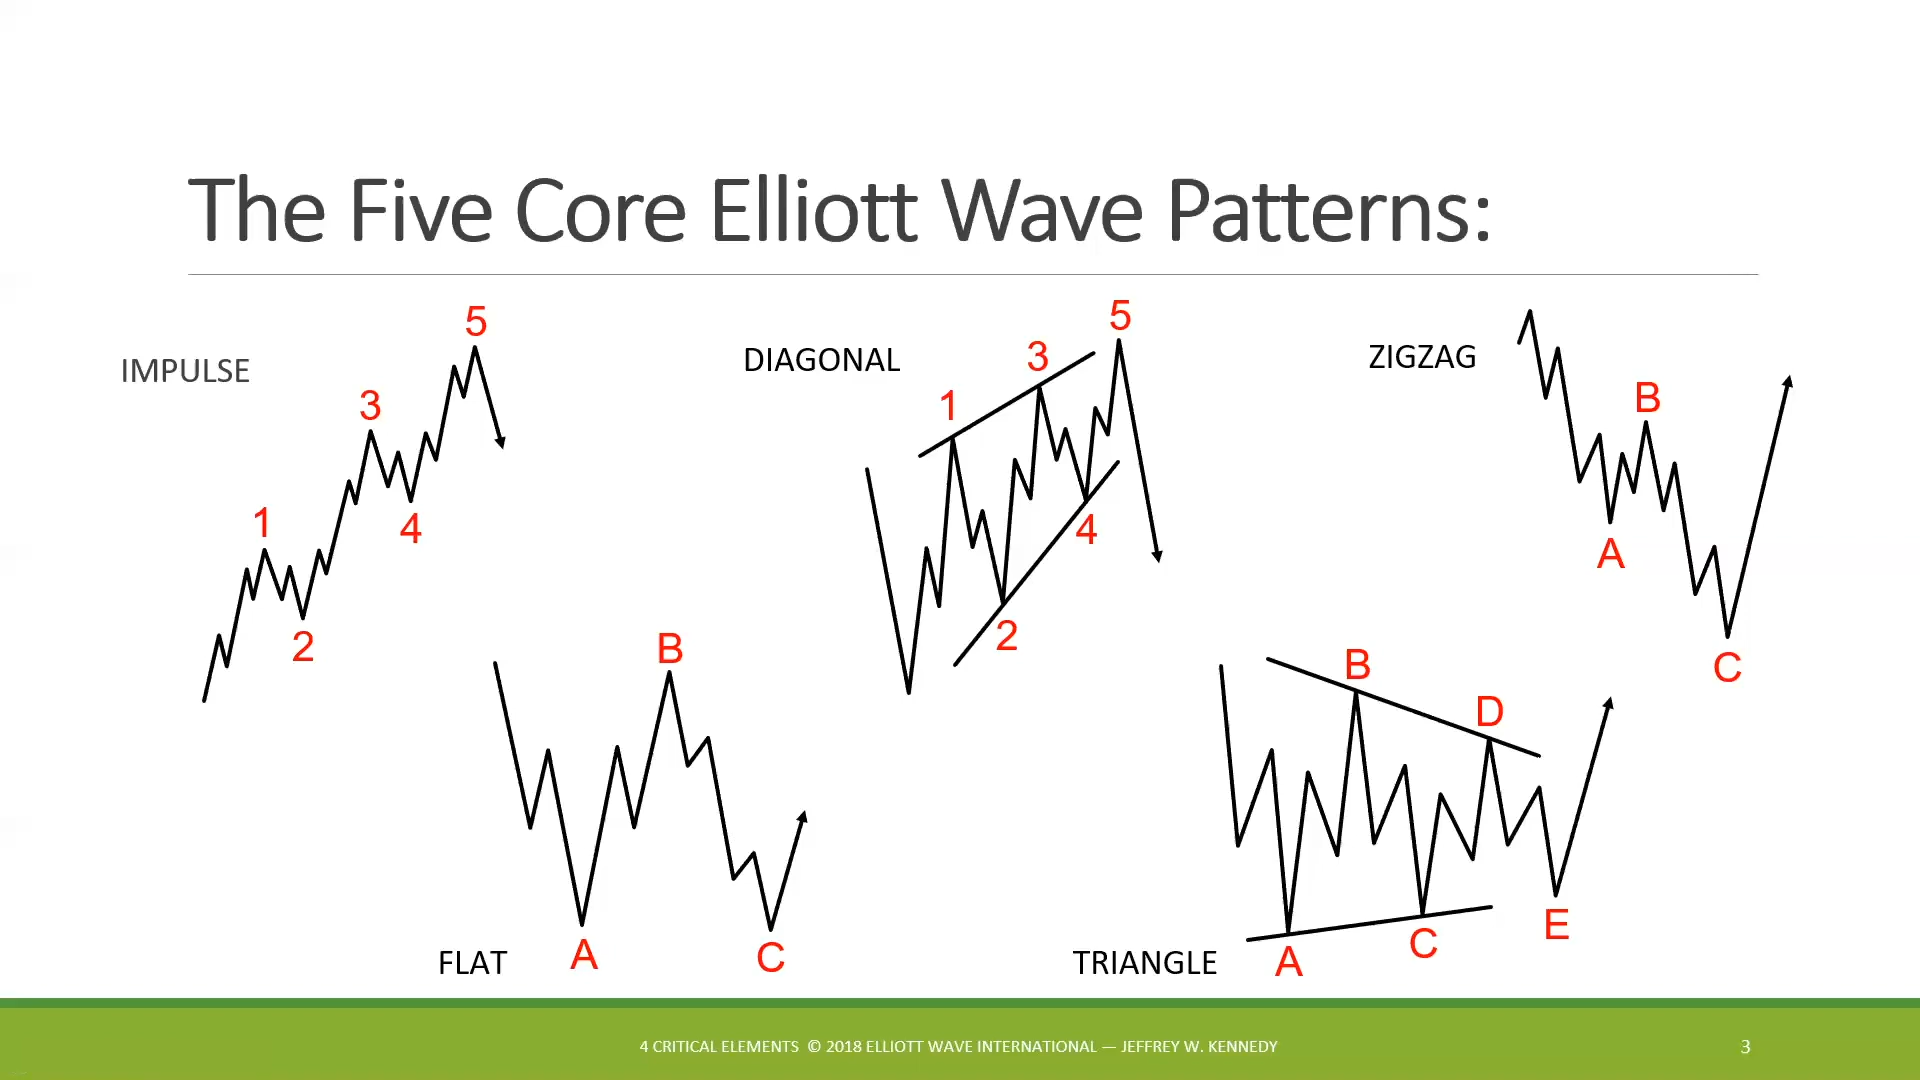 The Five Core Elliott Wave Patterns:
IMPULSE
1
2
3
4
5
DIAGONAL
1
2
3
4
5
ZIGZAG
A
B
C
FLAT
A
B
C
TRIANGLE
A
B
C
D
E
4 CRITICAL ELEMENTS © 2018 ELLIOTT WAVE INTERNATIONAL — JEFFREY W. KENNEDY
3